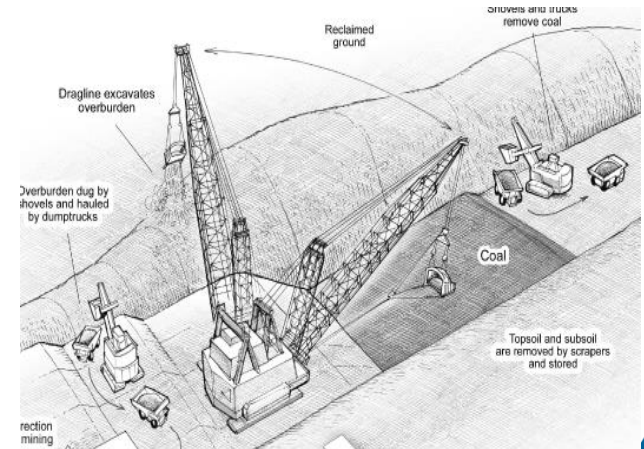 Shovels and trucks
remove coal
Reclaimed
ground
Dragline excavates
overburden
Overburden dug by
shovels and hauled
by dumptrucks
Coal
Topsoil and subsoil
are removed by scrapers
and stored
rection
mining